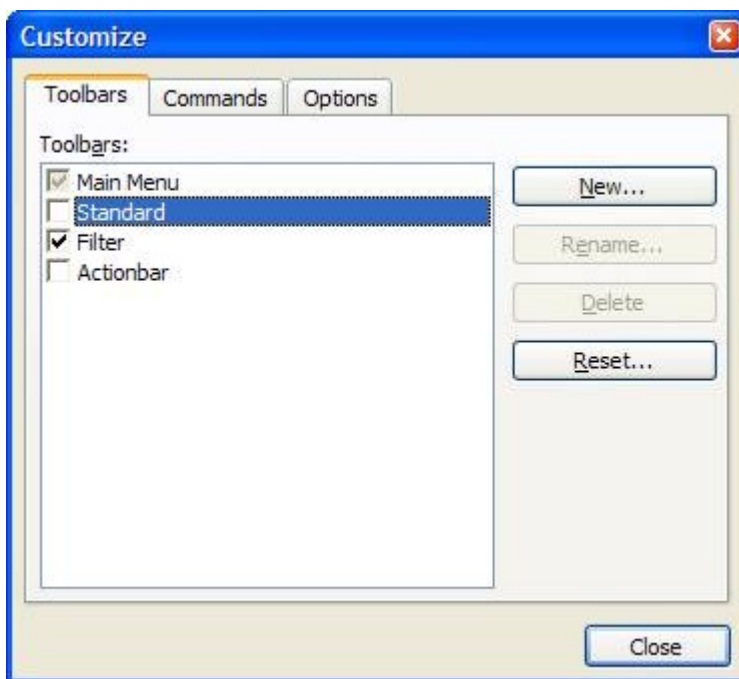 Customize
Toolbars Commands Options
Toolbars:
Main Menu
Standard
Filter
Actionbar
New...
Rename...
Delete
Reset...
Close